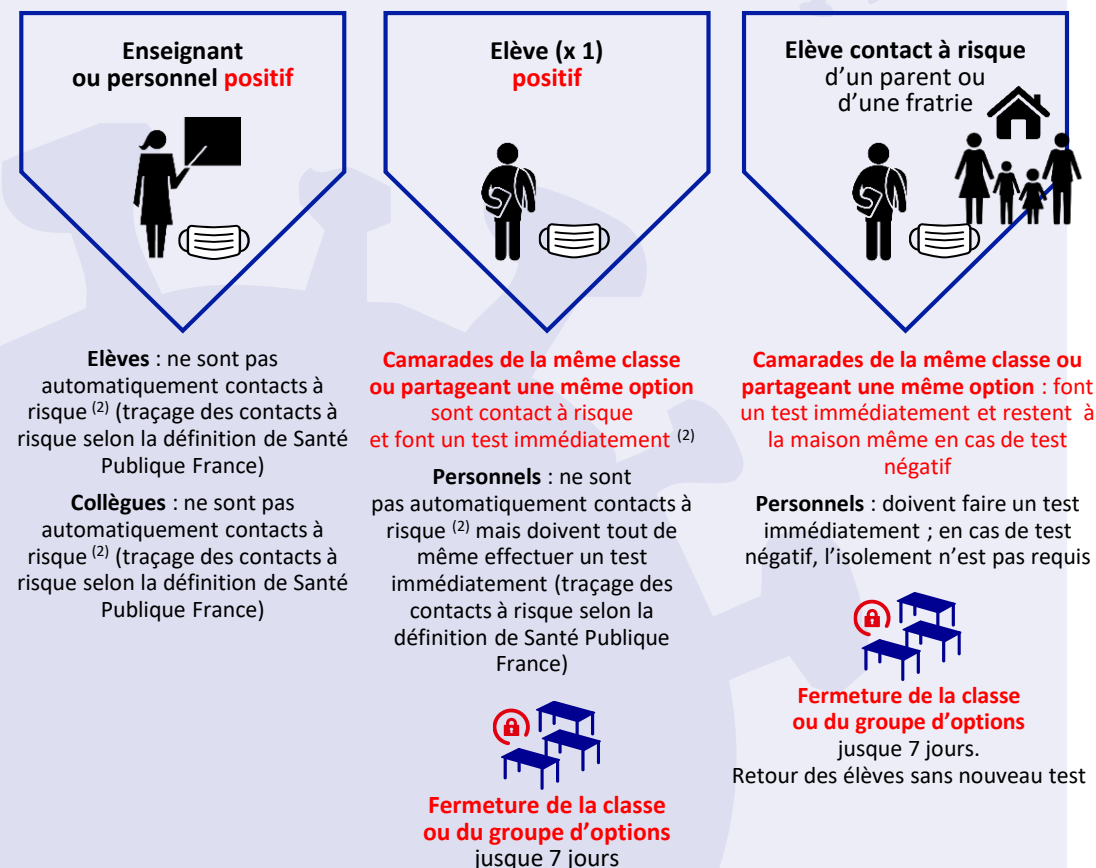 Enseignant
ou personnel positif
Elèves : ne sont pas
automatiquement contacts à
risque (2) (traçage des contacts à
risque selon la définition de Santé
Publique France)
Collègues : ne sont pas
automatiquement contacts à
risque (2) (traçage des contacts à
risque selon la définition de Santé
Publique France)
Elève (x 1)
positif
Camarades de la même classe
ou partageant une même option
sont contact à risque
et font un test immédiatement (2)
Personnels : ne sont
pas automatiquement contacts à
risque (2) mais doivent tout de
même effectuer un test
immédiatement (traçage des
contacts à risque selon la
définition de Santé Publique
France)
Fermeture de la classe
ou du groupe d'options
jusque 7 jours
Elève contact à risque
d'un parent ou
d'une fratrie
Camarades de la même classe ou
partageant une même option : font
un test immédiatement et restent à
la maison même en cas de test
négatif
Personnels : doivent faire un test
immédiatement ; en cas de test
négatif, l'isolement n'est pas requis
Fermeture de la classe
ou du groupe d'options
jusque 7 jours.
Retour des élèves sans nouveau test